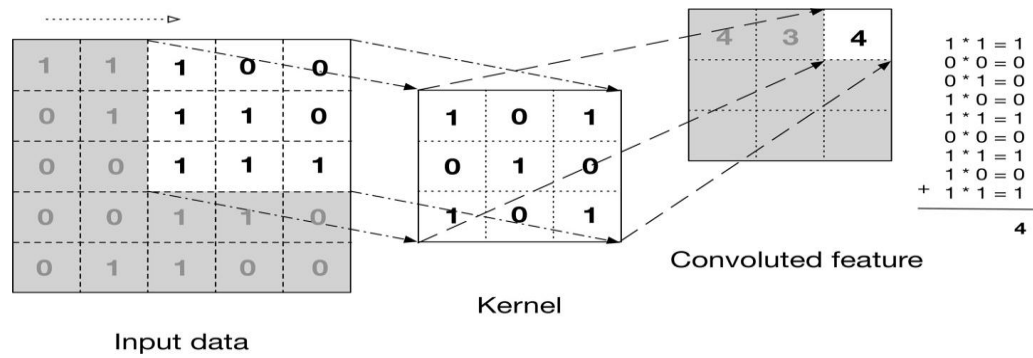 1 1 1 0 0
0 1 1 1 0
0 0 1 1 1
0 0 1 1 0
0 1 1 0 0
Input data
1 0 1
0 1 0
1 0 1
Kernel
4 3 4
Convoluted feature
1 * 1 = 1
0 * 0 = 0
0 * 1 = 0
1 * 0 = 0
1 * 1 = 1
0 * 0 = 0
1 * 1 = 1
1 * 0 = 0
+ 1 * 1 = 1
4